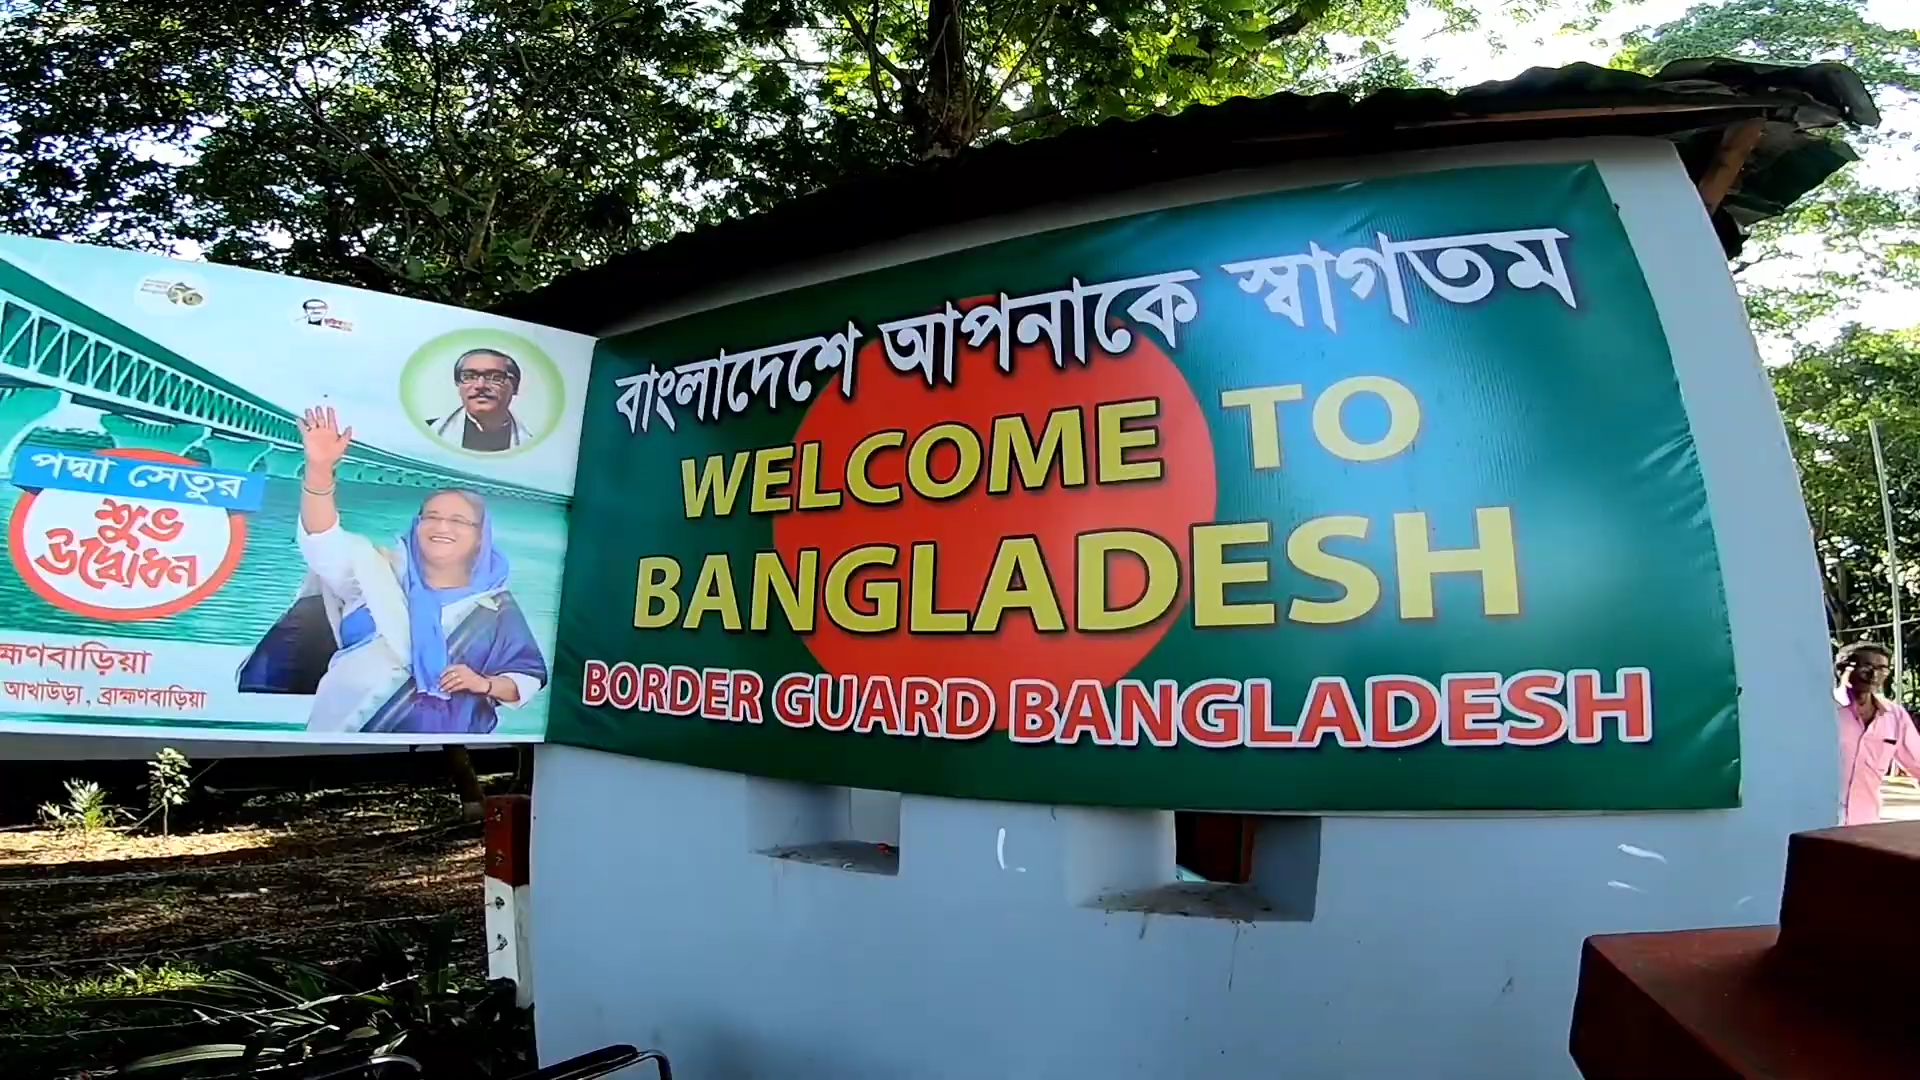 পদ্মা সেতুর
শুভ
উদ্বোধন
আখাউড়া, ব্রাহ্মণবাড়িয়া
বাংলাদেশে আপনাকে স্বাগতম
WELCOME TO
BANGLADESH
BORDER GUARD BANGLADESH